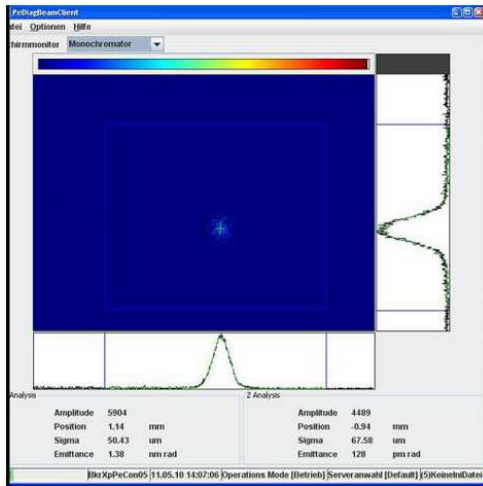 PeDiagBeamClient
atei Optionen Hilfe
chirmmonitor Monochromator
Analysis
Amplitude 5904
Position 1.14 mm
Sigma 50.43 um
Emittance 1.38 nm rad
Z Analysis
Amplitude 4489
Position -0.94 mm
Sigma 67.58 um
Emittance 128 pm rad
BkrXpPeCon05 11.05.10 14:07:06 Operations Mode [Betrieb] Serveranwahl [Default] (5)KeineIniDatei